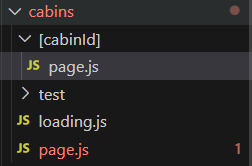 cabins
[cabinId]
JS page.js
test
JS loading.js
JS page.js 1